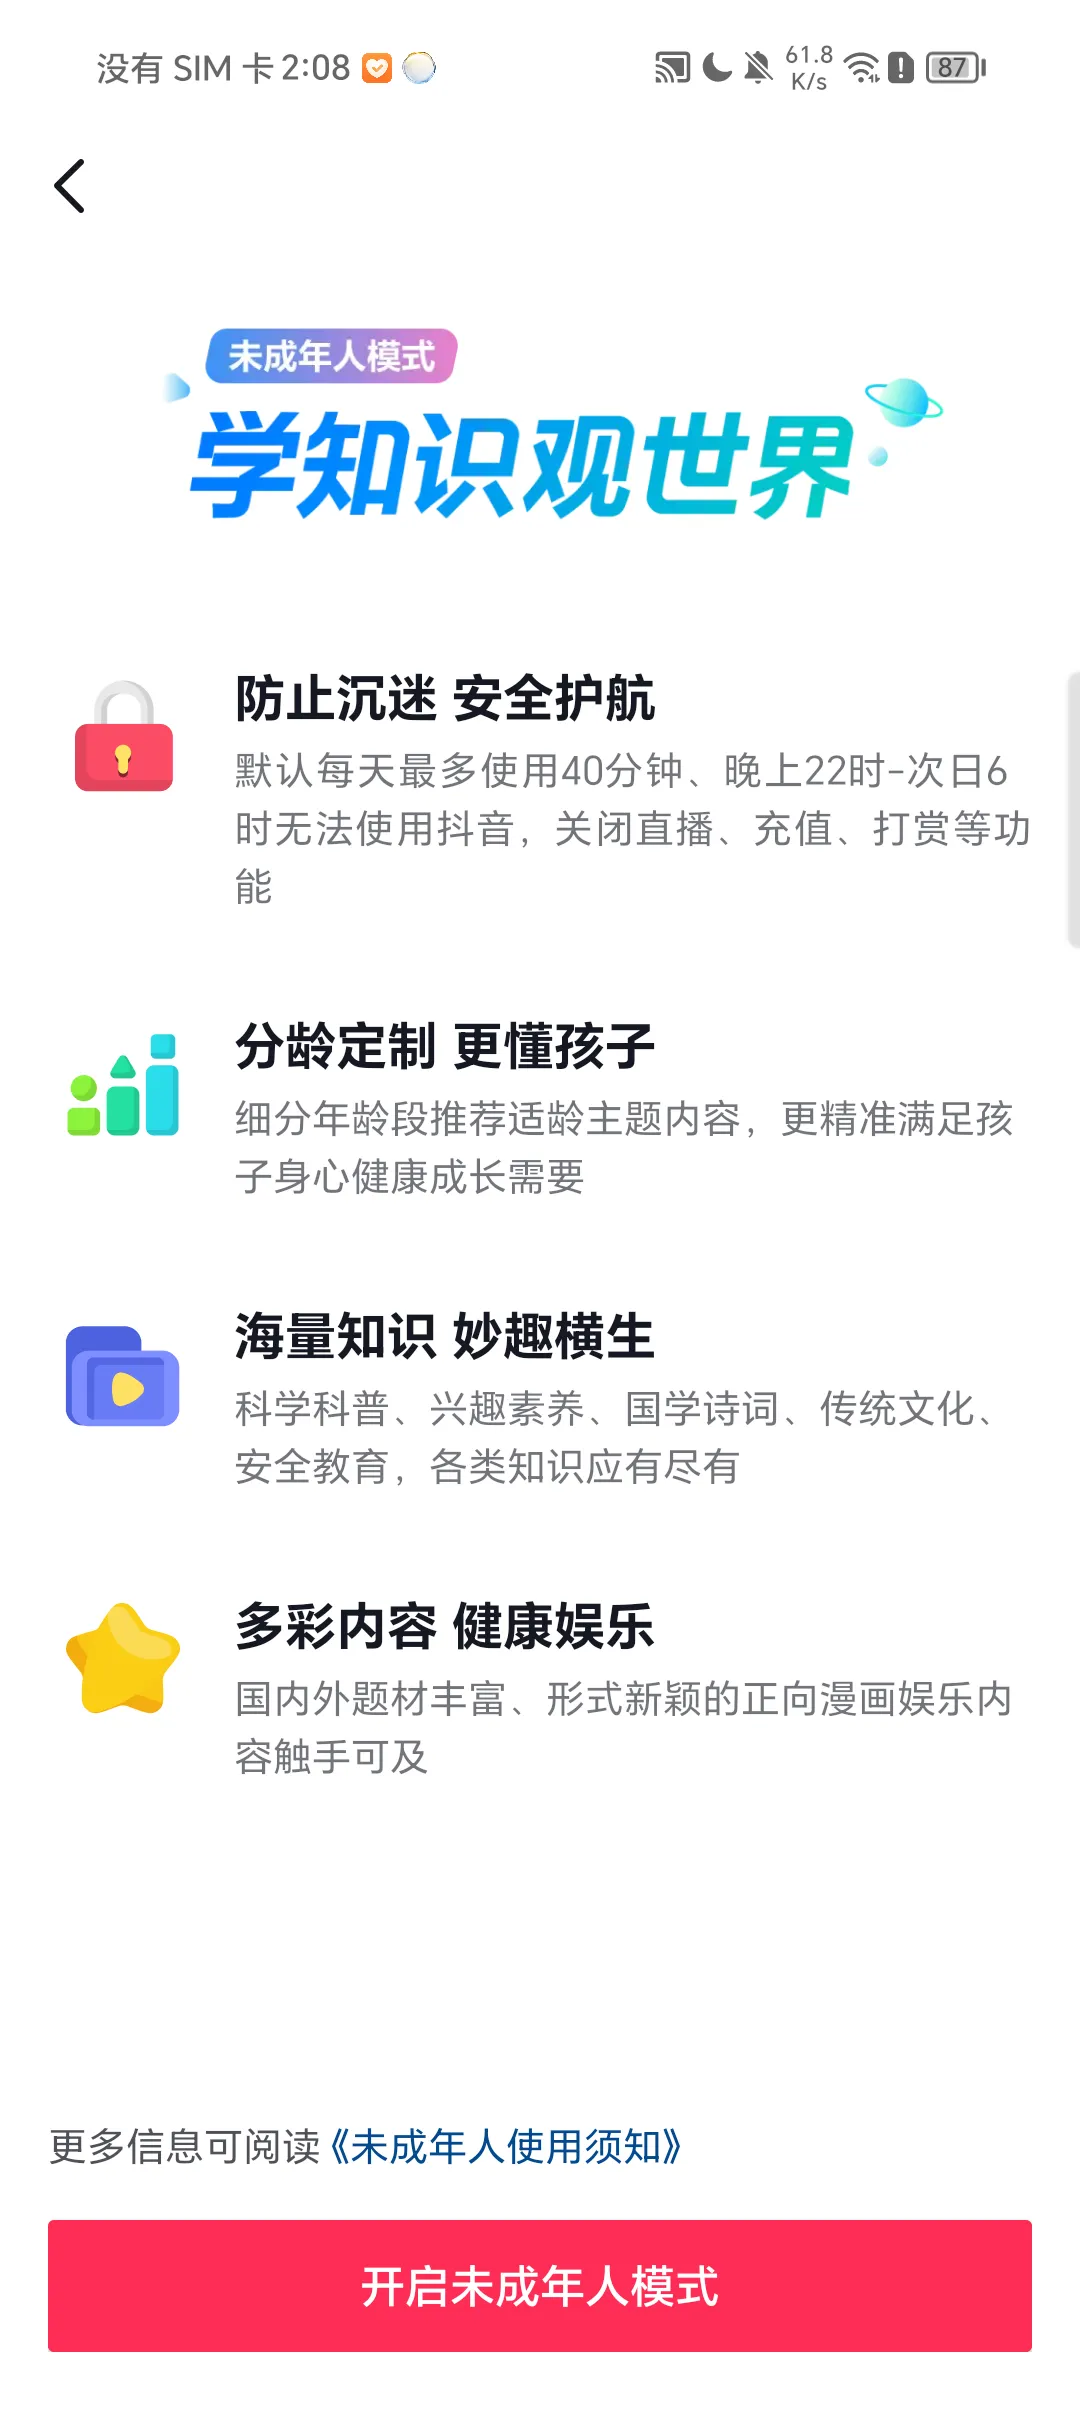 没有 SIM 卡 2:08 61.8 K/s 87
未成年人模式
学知识观世界
防止沉迷 安全护航
默认每天最多使用40分钟、晚上22时-次日6
时无法使用抖音，关闭直播、充值、打赏等功
能
分龄定制 更懂孩子
细分年龄段推荐适龄主题内容，更精准满足孩
子身心健康成长需要
海量知识 妙趣横生
科学科普、兴趣素养、国学诗词、传统文化、
安全教育，各类知识应有尽有
多彩内容 健康娱乐
国内外题材丰富、形式新颖的正向漫画娱乐内
容触手可及
更多信息可阅读《未成年人使用须知》
开启未成年人模式